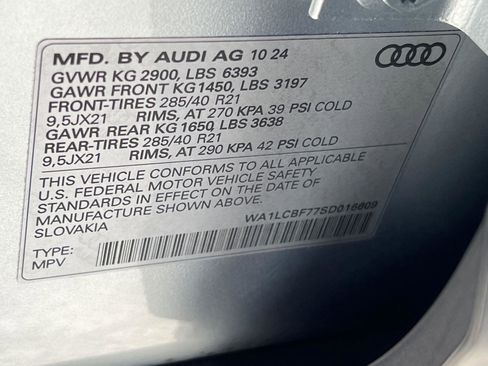 MFD. BY AUDI AG 10 24
GVWR KG 2900, LBS 6393
GAWR FRONT KG1450, LBS 3197
FRONT-TIRES 285/40 R21
9,5JX21 RIMS, AT 270 KPA 39 PSI COLD
GAWR REAR KG 1650, LBS 3638
REAR-TIRES 285/40 R21
9,5JX21 RIMS, AT 290 KPA 42 PSI COLD
THIS VEHICLE CONFORMS TO ALL APPLICABLE
U.S. FEDERAL MOTOR VEHICLE SAFETY
STANDARDS IN EFFECT ON THE DATE OF
MANUFACTURE SHOWN ABOVE.
SLOVAKIA
WA1LCBF77SD016809
TYPE:
MPV